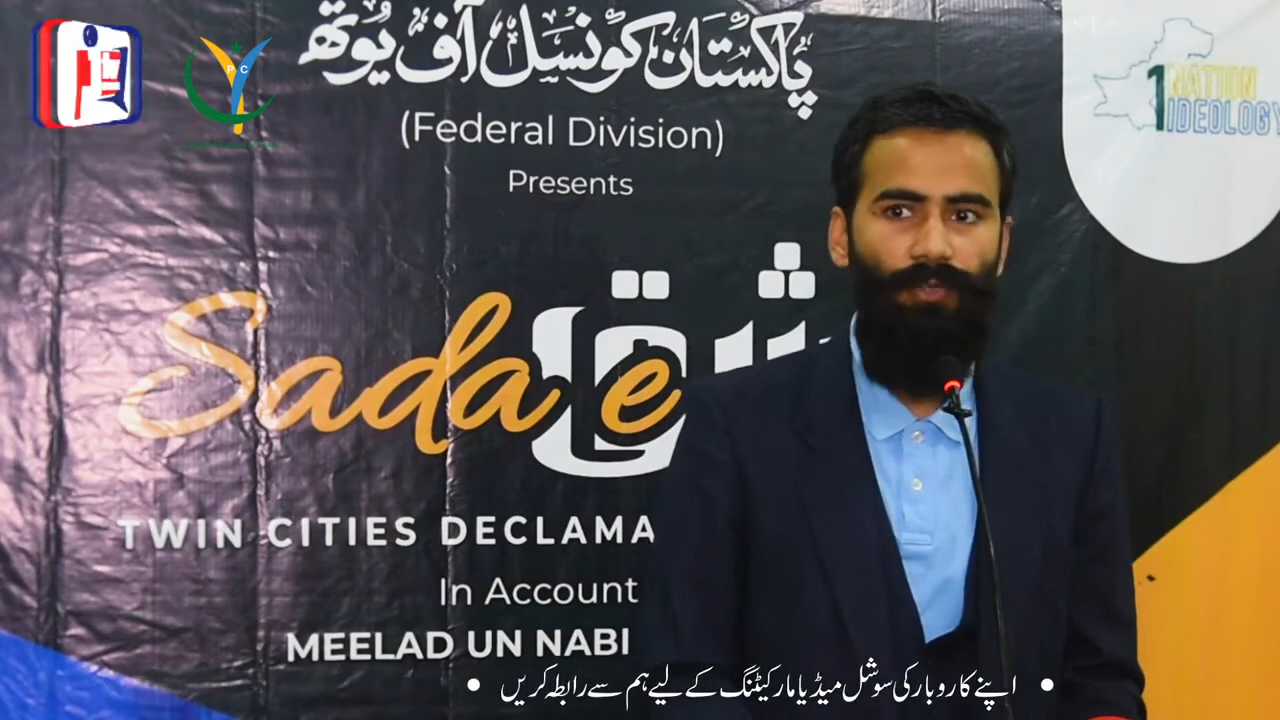 پاکستان کونسل آف یُوتھ
(Federal Division)
Presents
Sada e
TWIN CITIES DECLAMA
In Account
MEELAD UN NABI
1 NATION
IDEOLOGY
P Y C
• اپنے کاروبار کی سوشل میڈیا مارکیٹنگ کے لیے ہم سے رابطہ کریں •